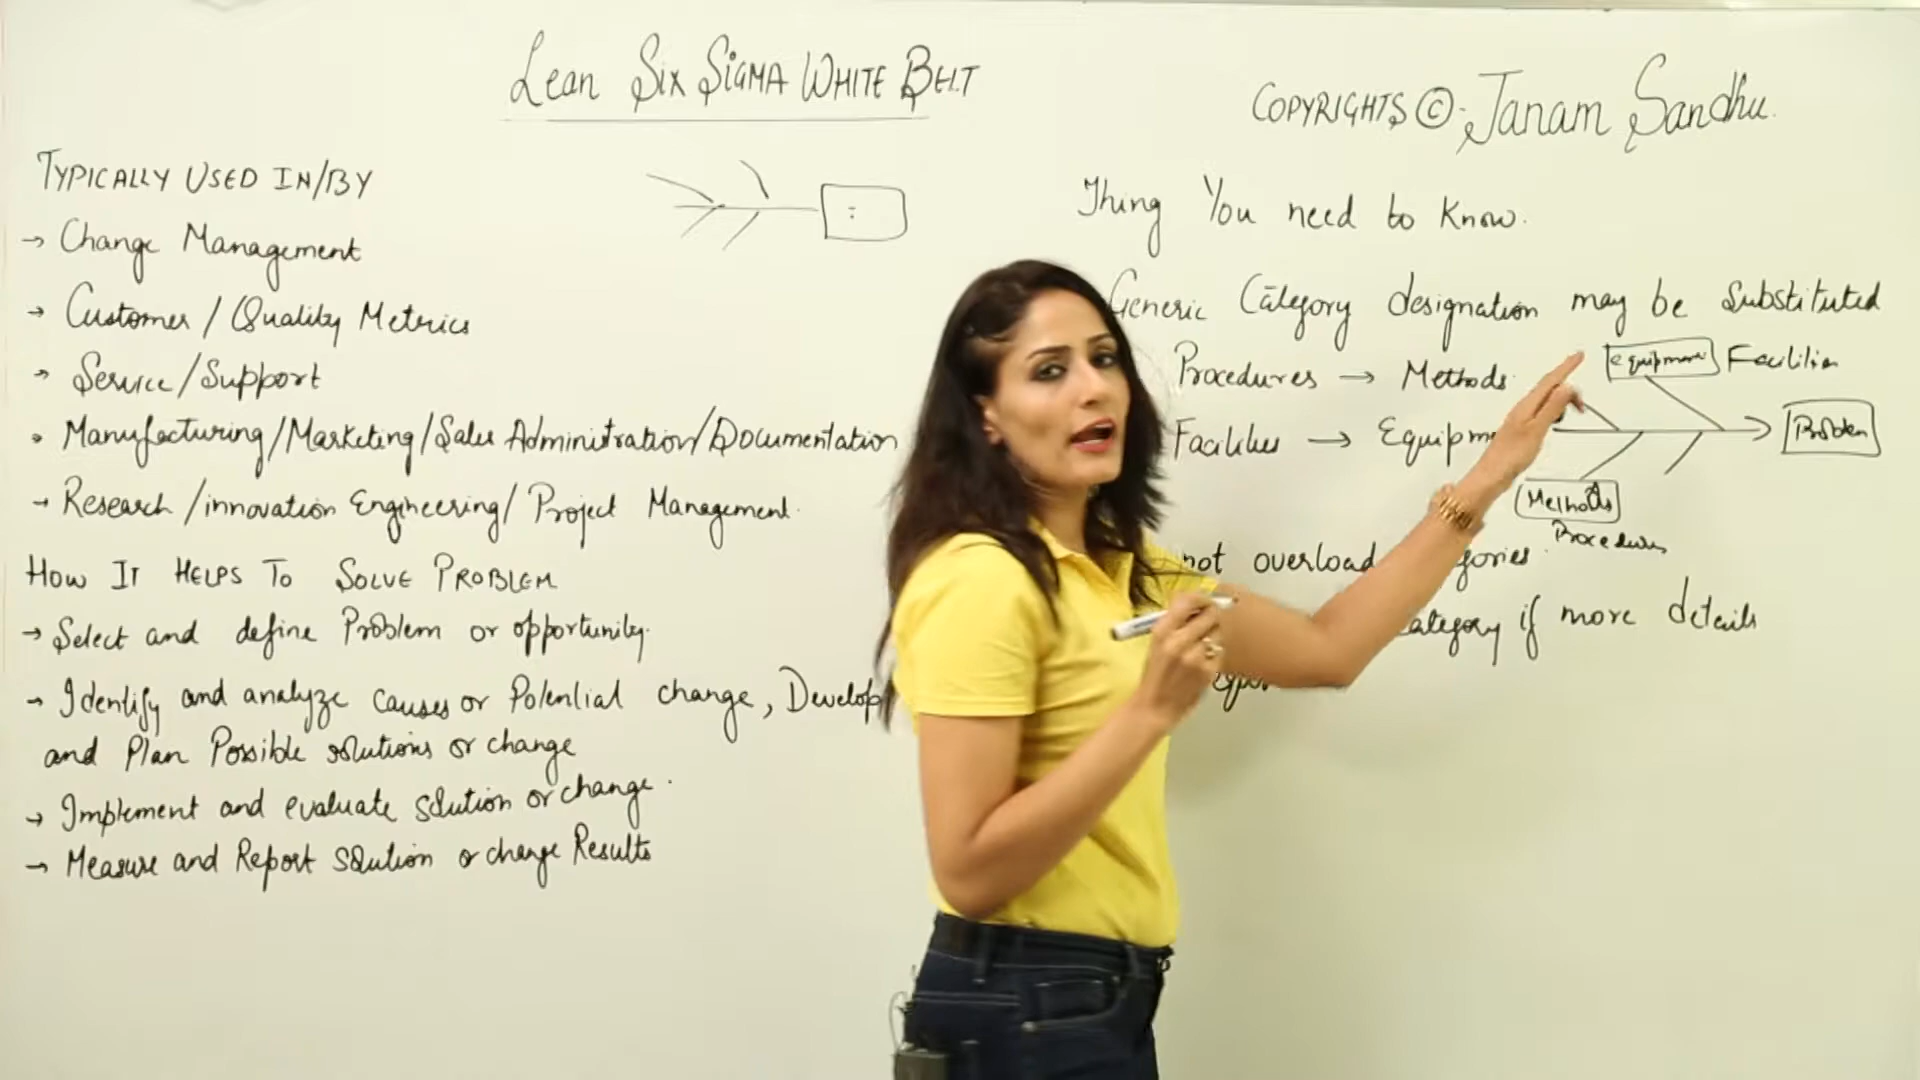 Lean Six Sigma White Belt
Copyrights © Janam Sandhu
Typically Used In/By
→ Change Management
→ Customer/Quality Metrics
→ Service/Support
• Manufacturing/Marketing/Sales Administration/Documentation
→ Research/innovation Engineering/Project Management.
How It Helps To Solve Problem
→ Select and define Problem or opportunity.
→ Identify and analyze causes or Potential change, Develop
and Plan Possible solutions or change
→ Implement and evaluate solution or change.
→ Measure and Report solution or change Results
Thing You need to Know.
Generic Category designation may be Substituted
Procedures → Methods
equipment
Facilities → Equipm
Problem
Methods
Procedures
not overload gories.
ategory if more details